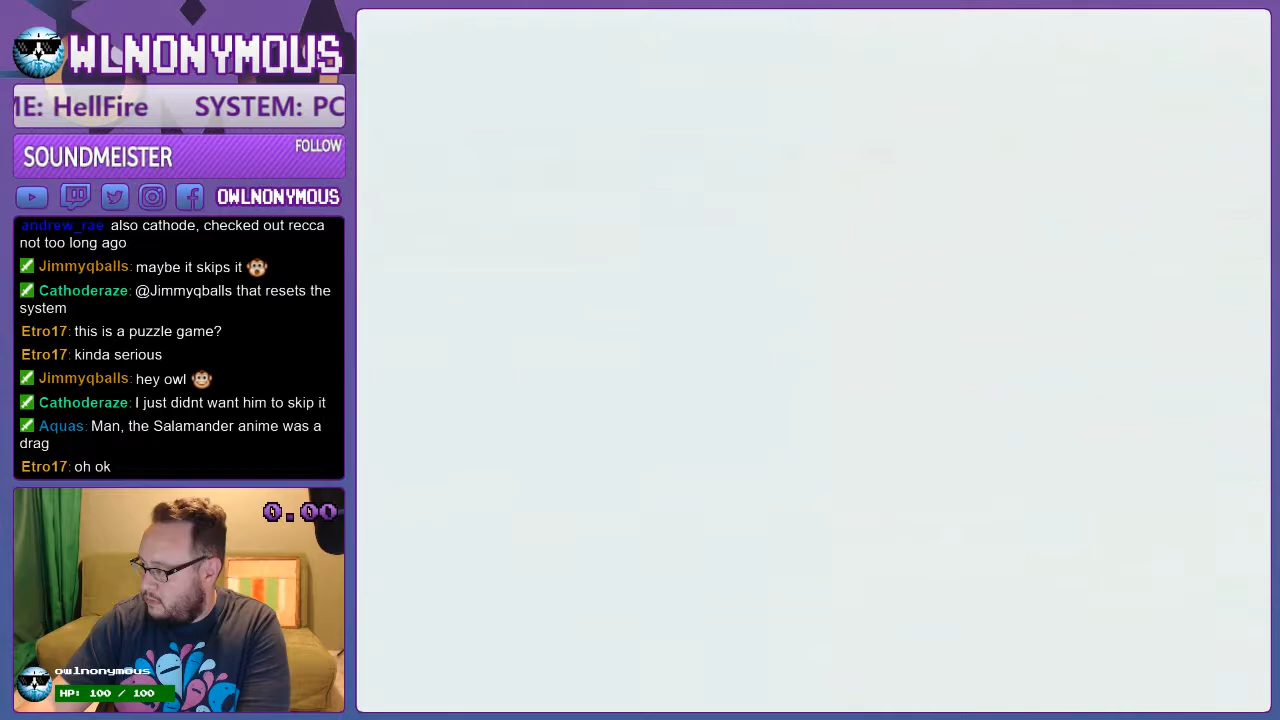 OWLNONYMOUS
ME: HellFire SYSTEM: PC
SOUNDMEISTER FOLLOW
OWLNONYMOUS
andrew_rae also cathode, checked out recca
not too long ago
Jimmyqballs: maybe it skips it
Cathoderaze: @Jimmyqballs that resets the
system
Etro17: this is a puzzle game?
Etro17: kinda serious
Jimmyqballs: hey owl
Cathoderaze: I just didnt want him to skip it
Aquas: Man, the Salamander anime was a
drag
Etro17: oh ok
0.00
owlnonymous
HP: 100 / 100